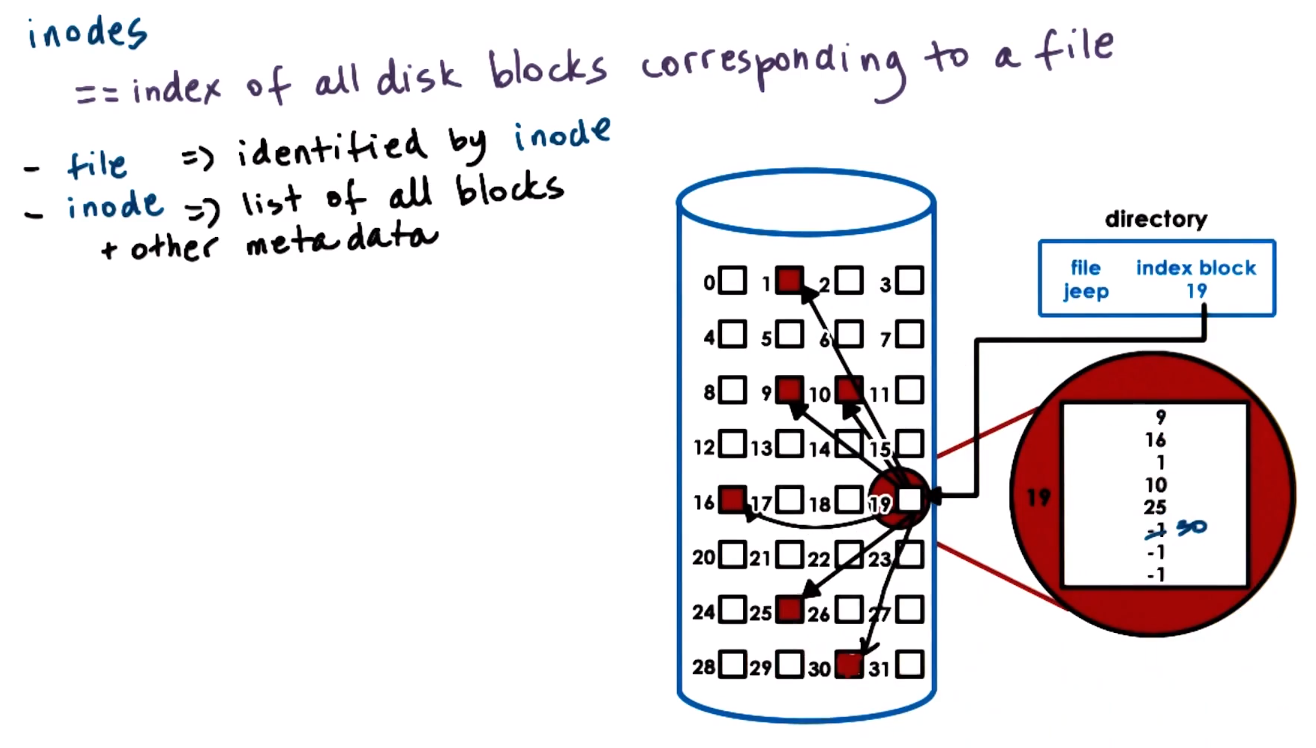 inodes
== index of all disk blocks corresponding to a file
- file => identified by inode
- inode => list of all blocks
+ other metadata
directory
file index block
jeep 19
0 1 2 3
4 5 6 7
8 9 10 11
12 13 14 15
16 17 18 19
20 21 22 23
24 25 26 27
28 29 30 31
19
9
16
1
10
25
-1 30
-1
-1